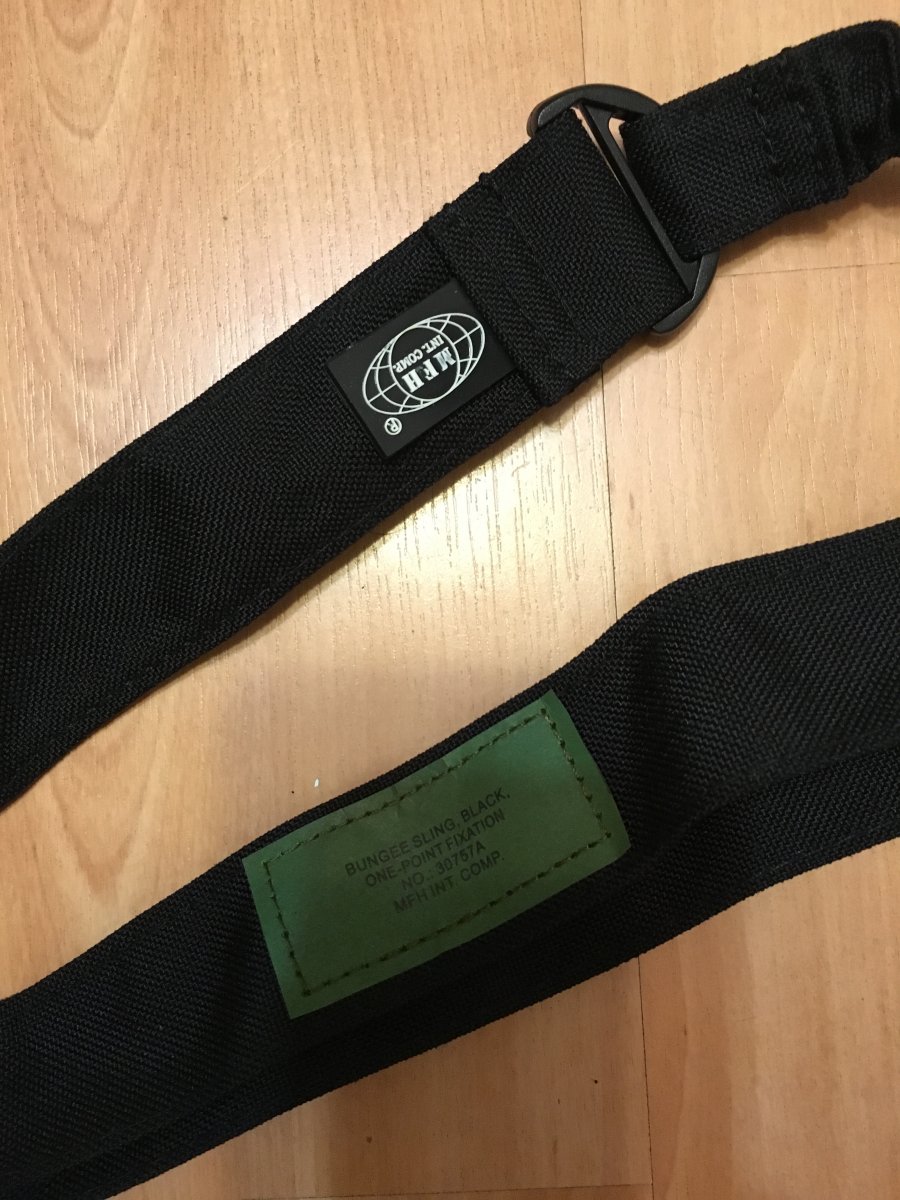 MFH
INT. COMP.
®
BUNGEE SLING, BLACK,
ONE-POINT FIXATION
NO.: 30757A
MFH INT. COMP.